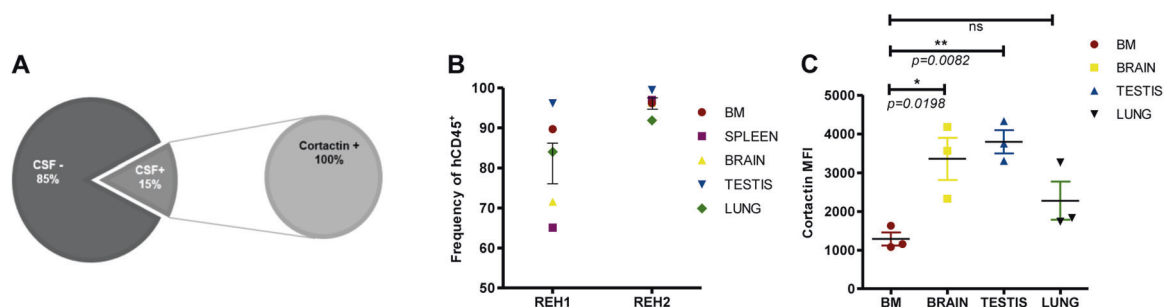 A
CSF -
85%
CSF+
15%
Cortactin +
100%
B
Frequency of hCD45+
100
90
80
70
60
50
REH1
REH2
BM
SPLEEN
BRAIN
TESTIS
LUNG
C
ns
**
p=0.0082
*
p=0.0198
Cortactin MFI
5000
4000
3000
2000
1000
0
BM
BRAIN
TESTIS
LUNG
BM
BRAIN
TESTIS
LUNG